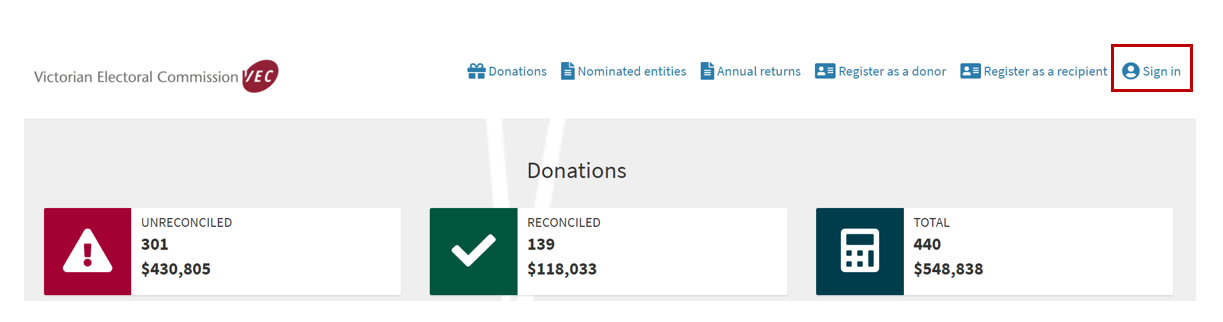 Victorian Electoral Commission VEC
Donations Nominated entities Annual returns Register as a donor Register as a recipient Sign in
Donations
UNRECONCILED
301
$430,805
RECONCILED
139
$118,033
TOTAL
440
$548,838